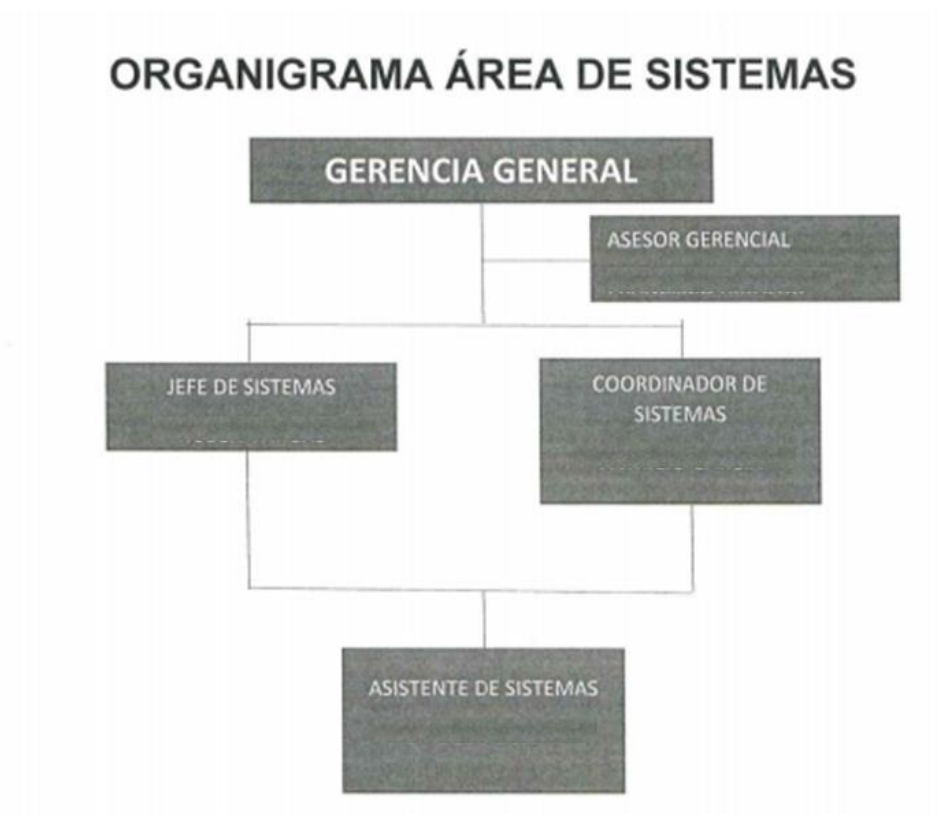 ORGANIGRAMA ÁREA DE SISTEMAS
GERENCIA GENERAL
ASESOR GERENCIAL
JEFE DE SISTEMAS
COORDINADOR DE
SISTEMAS
ASISTENTE DE SISTEMAS